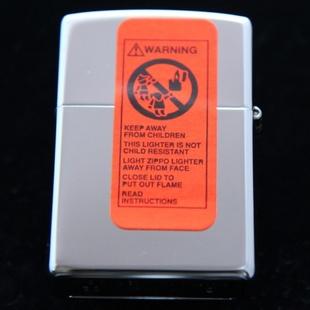 WARNING
KEEP AWAY
FROM CHILDREN
THIS LIGHTER IS NOT
CHILD RESISTANT
LIGHT ZIPPO LIGHTER
AWAY FROM FACE
CLOSE LID TO
PUT OUT FLAME
READ
INSTRUCTIONS